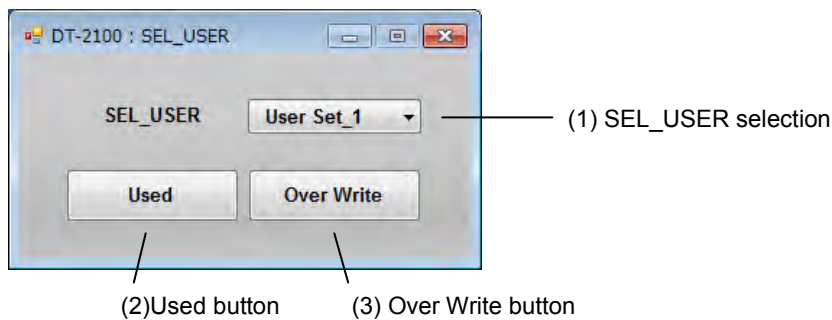 DT-2100 : SEL_USER
SEL_USER User Set_1
(1) SEL_USER selection
Used Over Write
(2)Used button (3) Over Write button